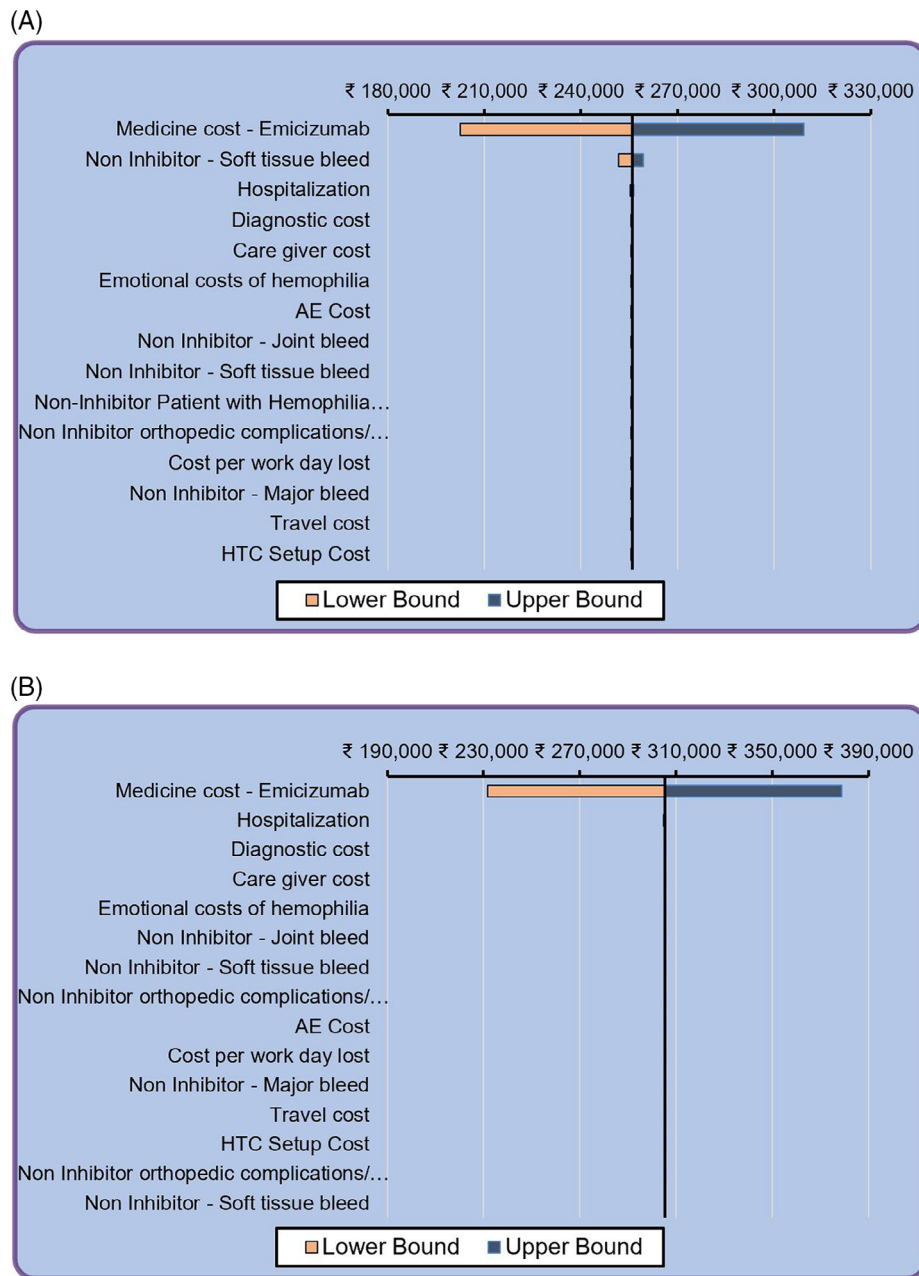 (A)
₹ 180,000 ₹ 210,000 ₹ 240,000 ₹ 270,000 ₹ 300,000 ₹ 330,000
Medicine cost - Emicizumab
Non Inhibitor - Soft tissue bleed
Hospitalization
Diagnostic cost
Care giver cost
Emotional costs of hemophilia
AE Cost
Non Inhibitor - Joint bleed
Non Inhibitor - Soft tissue bleed
Non-Inhibitor Patient with Hemophilia…
Non Inhibitor orthopedic complications/…
Cost per work day lost
Non Inhibitor - Major bleed
Travel cost
HTC Setup Cost
Lower Bound Upper Bound
(B)
₹ 190,000 ₹ 230,000 ₹ 270,000 ₹ 310,000 ₹ 350,000 ₹ 390,000
Medicine cost - Emicizumab
Hospitalization
Diagnostic cost
Care giver cost
Emotional costs of hemophilia
Non Inhibitor - Joint bleed
Non Inhibitor - Soft tissue bleed
Non Inhibitor orthopedic complications/…
AE Cost
Cost per work day lost
Non Inhibitor - Major bleed
Travel cost
HTC Setup Cost
Non Inhibitor orthopedic complications/…
Non Inhibitor - Soft tissue bleed
Lower Bound Upper Bound